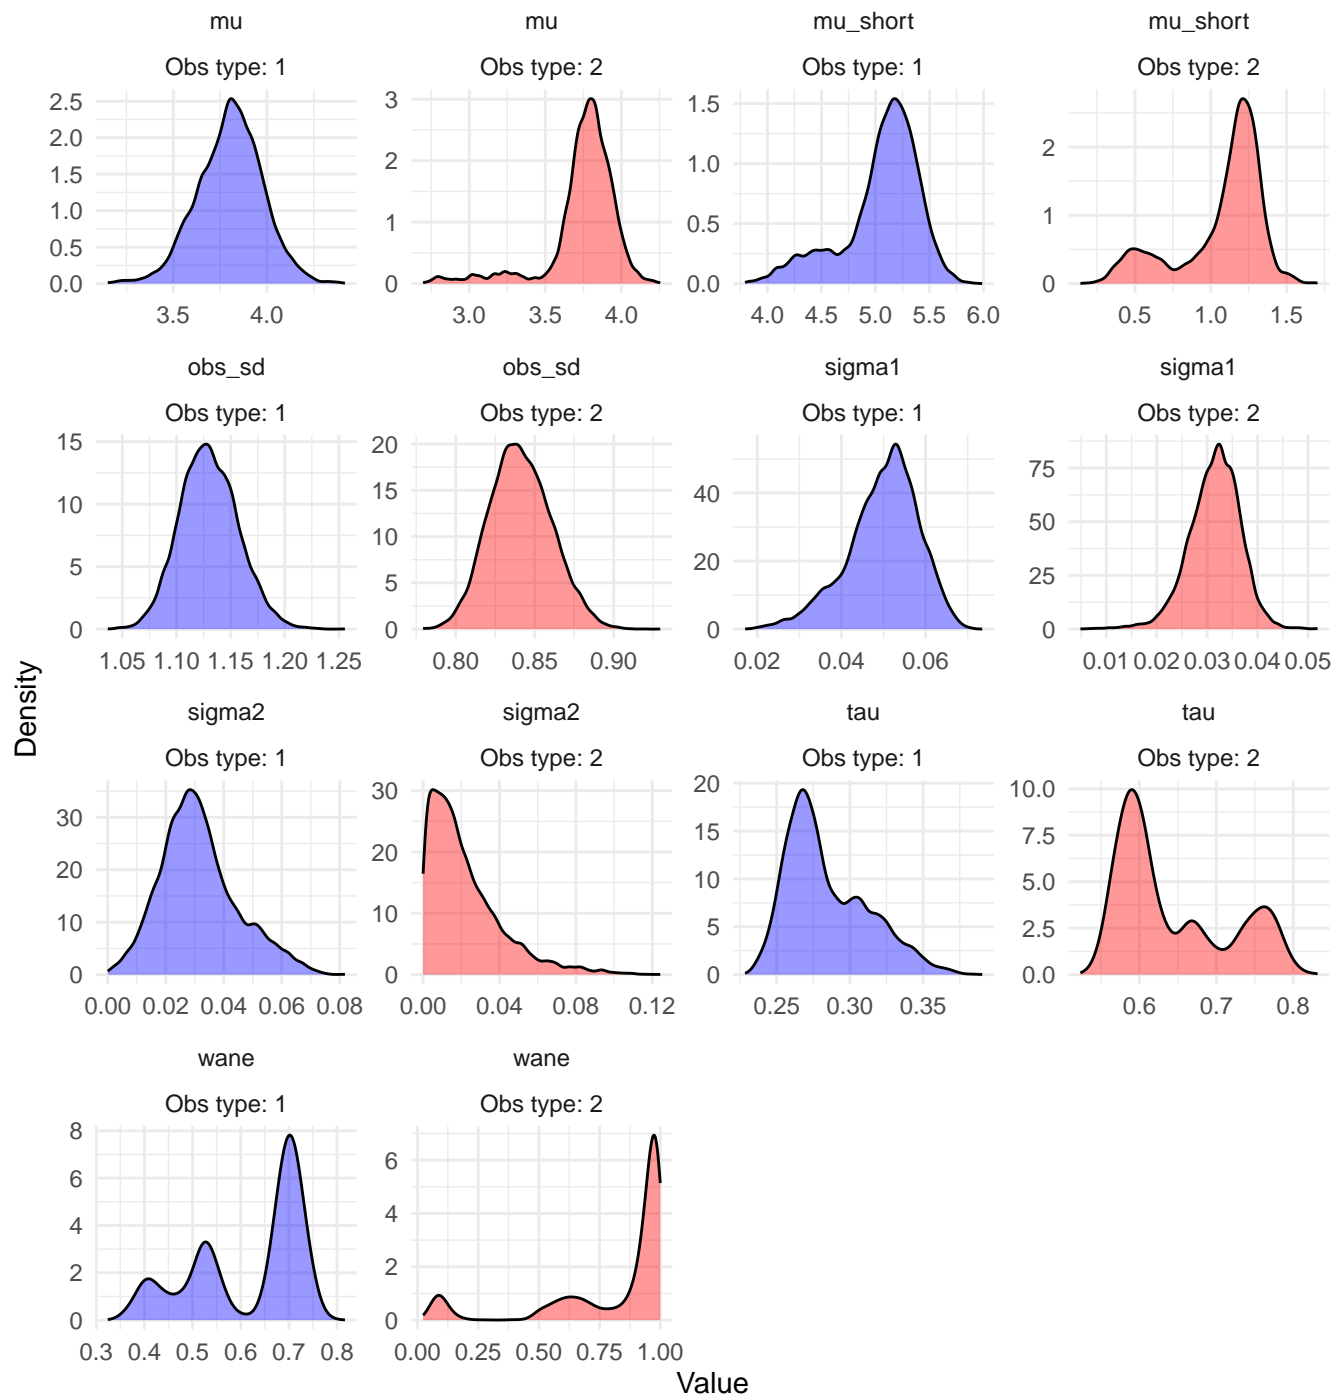 mu mu mu_short mu_short
Obs type: 1 Obs type: 2 Obs type: 1 Obs type: 2
2.5 2.0 1.5 1.0 0.5 0.0
3 2 1 0
1.5 1.0 0.5 0.0
2 1 0
3.5 4.0
3.0 3.5 4.0
4.0 4.5 5.0 5.5 6.0
0.5 1.0 1.5
obs_sd obs_sd sigma1 sigma1
Obs type: 1 Obs type: 2 Obs type: 1 Obs type: 2
15 10 5 0
20 15 10 5 0
40 20 0
75 50 25 0
1.05 1.10 1.15 1.20 1.25
0.80 0.85 0.90
0.02 0.04 0.06
0.01 0.02 0.03 0.04 0.05
Density
sigma2 sigma2 tau tau
Obs type: 1 Obs type: 2 Obs type: 1 Obs type: 2
30 20 10 0
30 20 10 0
20 15 10 5 0
10.0 7.5 5.0 2.5 0.0
0.00 0.02 0.04 0.06 0.08
0.00 0.04 0.08 0.12
0.25 0.30 0.35
0.6 0.7 0.8
wane wane
Obs type: 1 Obs type: 2
8 6 4 2 0
6 4 2 0
0.3 0.4 0.5 0.6 0.7 0.8
0.00 0.25 0.50 0.75 1.00
Value